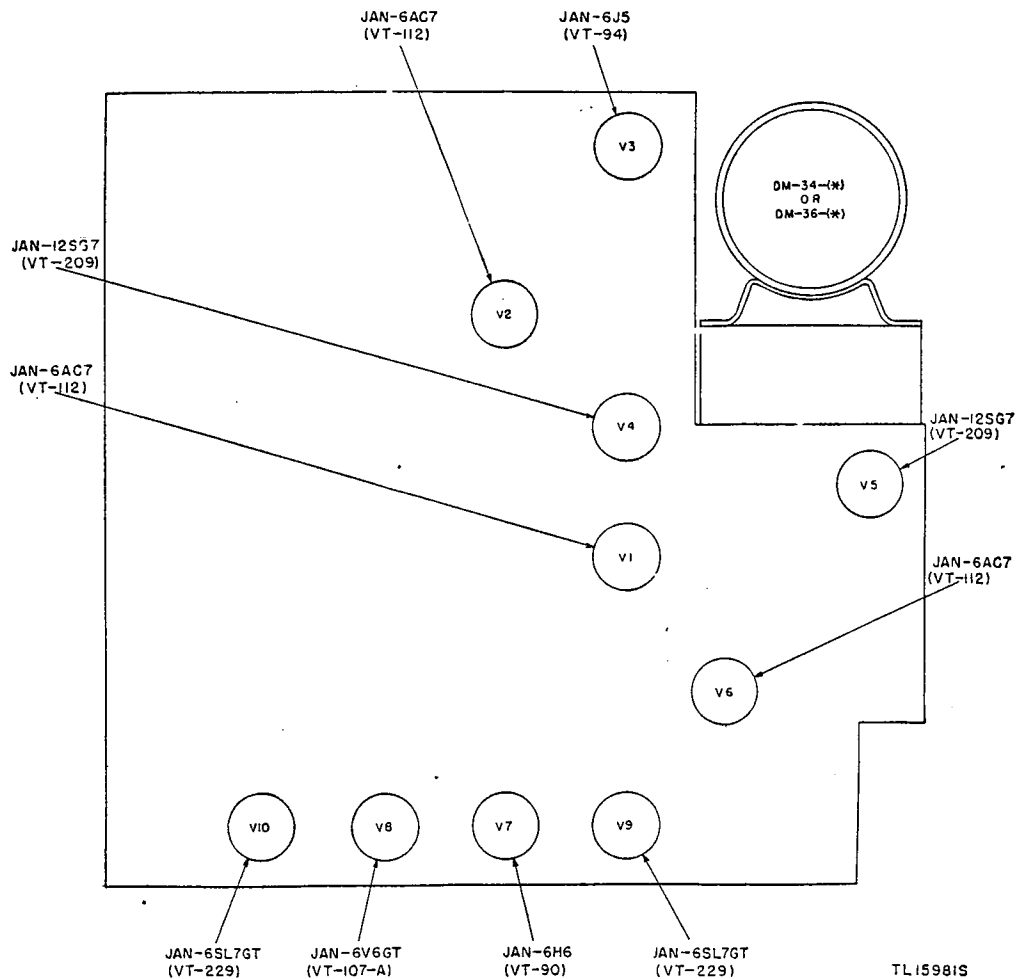 JAN-6AC7
(VT-112)
JAN-6J5
(VT-94)
V3
DM-34-(*)
OR
DM-36-(*)
JAN-12SG7
(VT-209)
V2
JAN-6AC7
(VT-112)
V4
JAN-12SG7
(VT-209)
V5
V1
JAN-6AC7
(VT-112)
V6
V10
V8
V7
V9
JAN-6SL7GT
(VT-229)
JAN-6V6GT
(VT-107-A)
JAN-6H6
(VT-90)
JAN-6SL7GT
(VT-229)
TL15981S